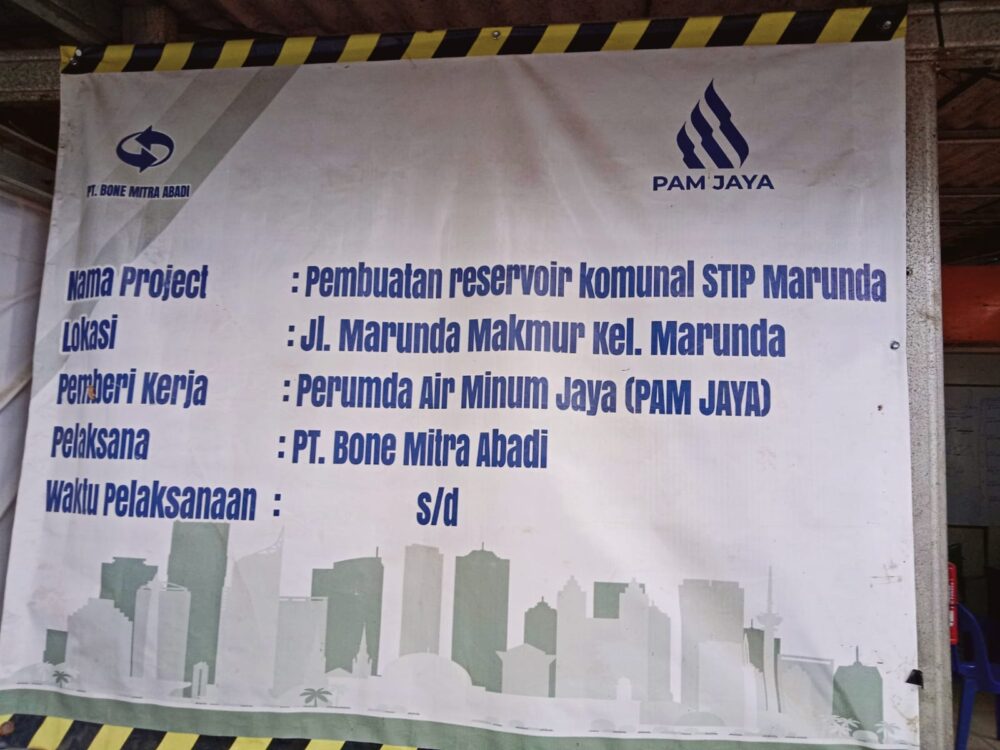 PT. BONE MITRA ABADI
PAM JAYA
Nama Project : Pembuatan reservoir komunal STIP Marunda
Lokasi : Jl. Marunda Makmur Kel. Marunda
Pemberi Kerja : Perumda Air Minum Jaya (PAM JAYA)
Pelaksana : PT. Bone Mitra Abadi
Waktu Pelaksanaan : s/d